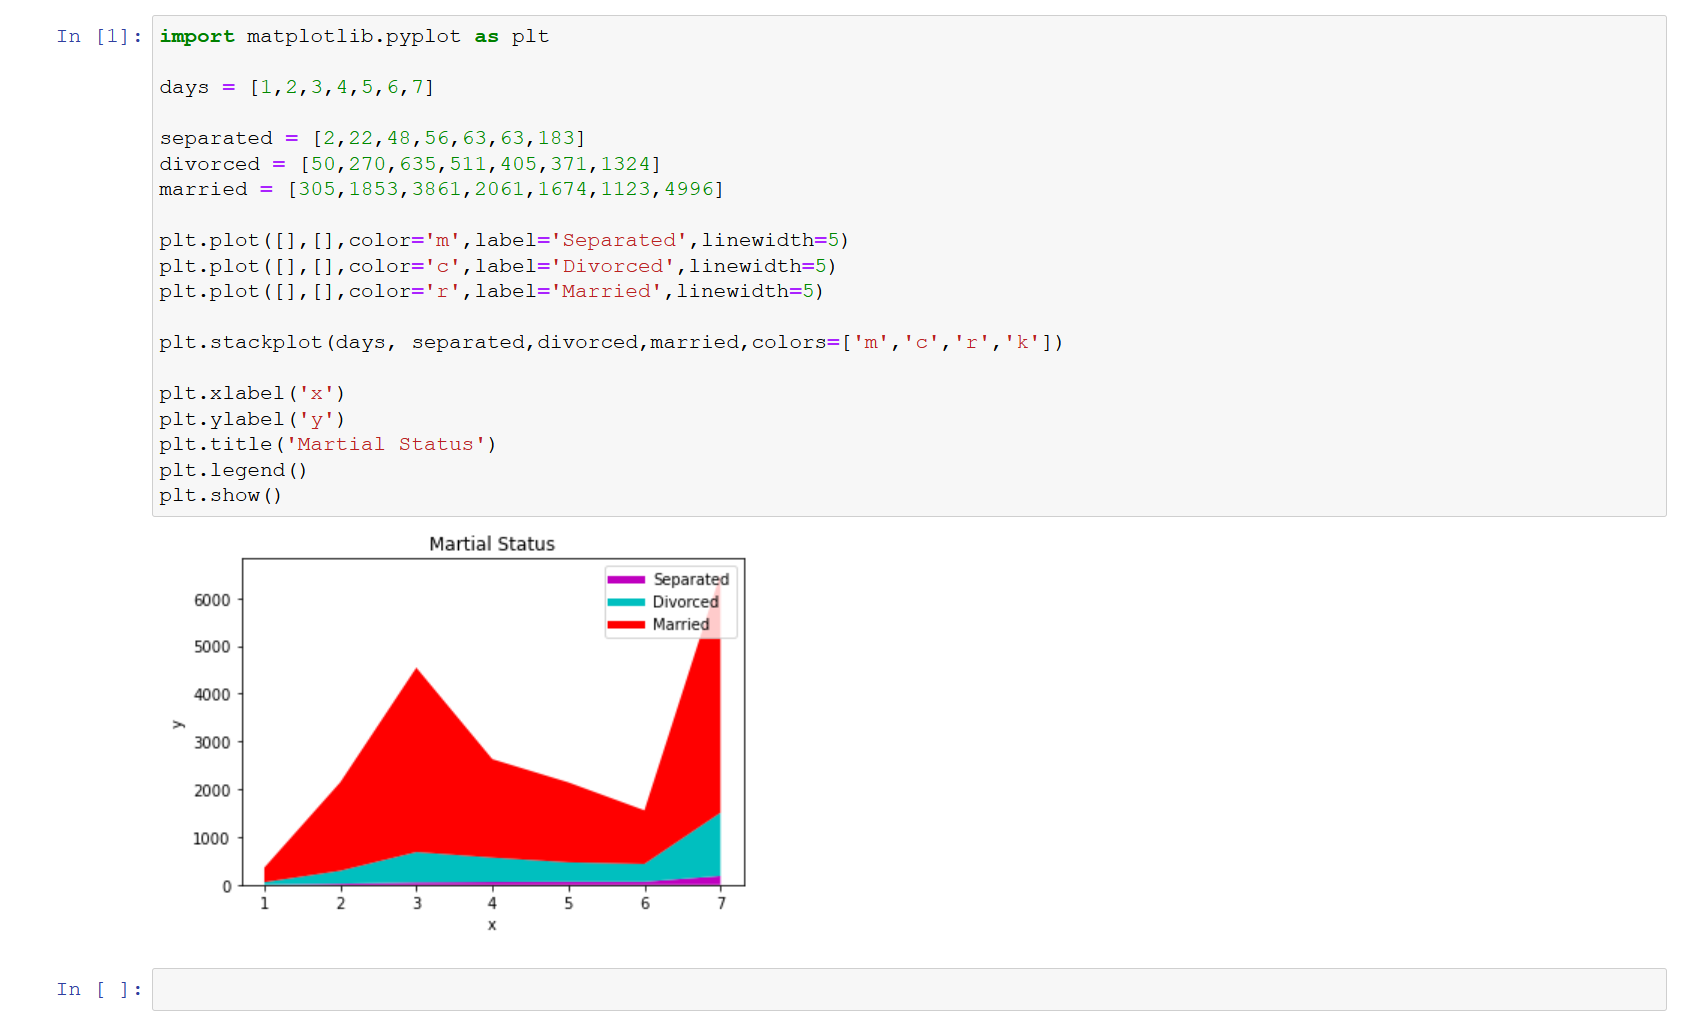 In [1]:
import matplotlib.pyplot as plt
days = [1,2,3,4,5,6,7]
separated = [2,22,48,56,63,63,183]
divorced = [50,270,635,511,405,371,1324]
married = [305,1853,3861,2061,1674,1123,4996]
plt.plot([],[],color='m',label='Separated',linewidth=5)
plt.plot([],[],color='c',label='Divorced',linewidth=5)
plt.plot([],[],color='r',label='Married',linewidth=5)
plt.stackplot(days, separated,divorced,married,colors=['m','c','r','k'])
plt.xlabel('x')
plt.ylabel('y')
plt.title('Martial Status')
plt.legend()
plt.show()
Martial Status
Separated
Divorced
Married
6000
5000
4000
3000
2000
1000
0
y
1 2 3 4 5 6 7
x
In [ ]: